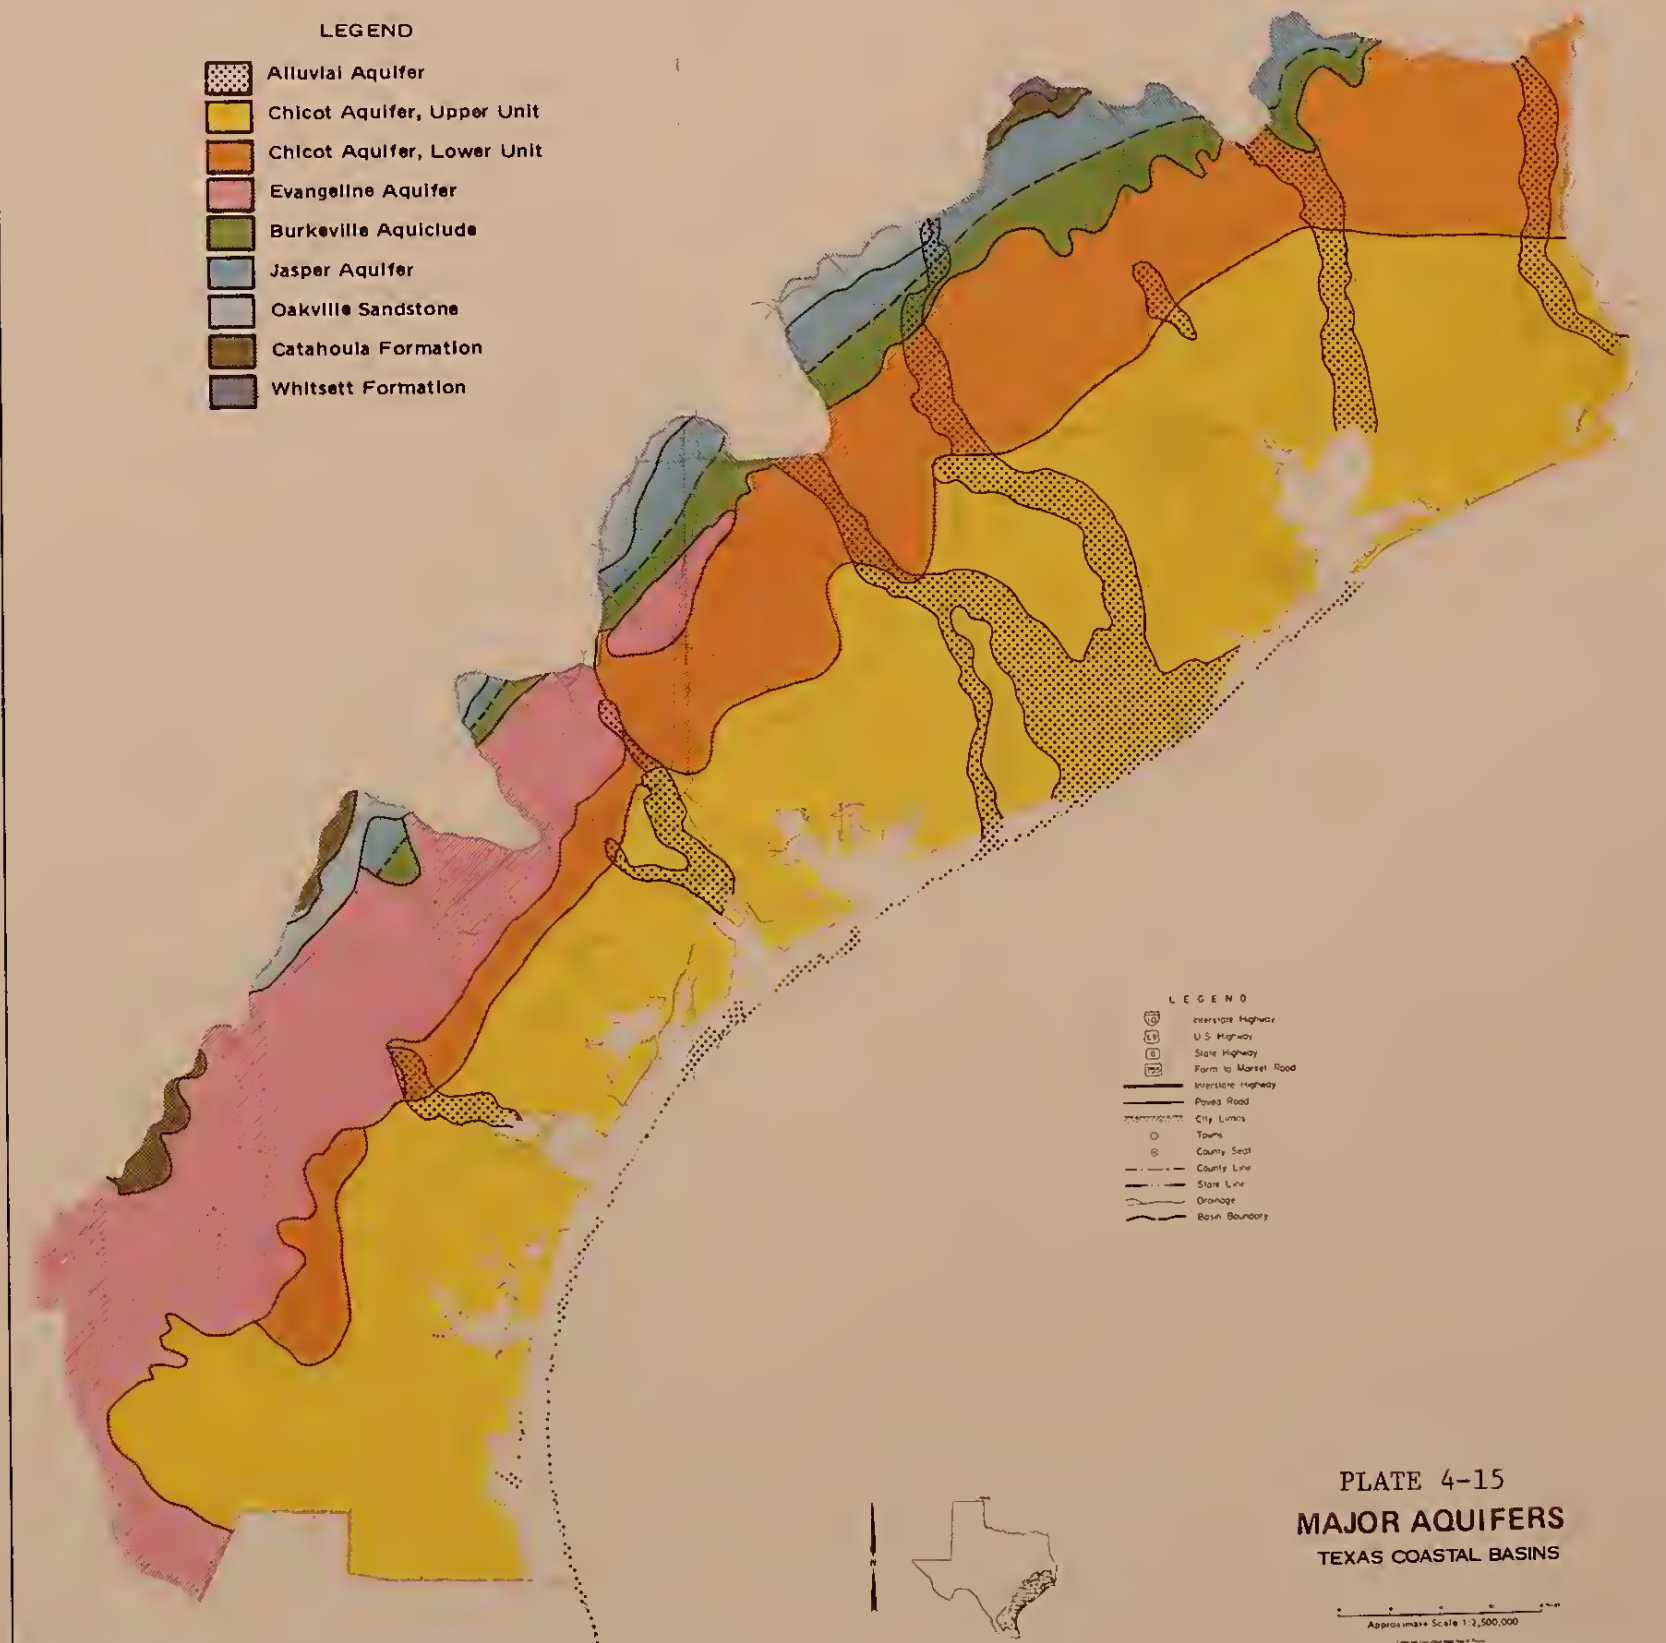 LEGEND
Alluvial Aquifer
Chicot Aquifer, Upper Unit
Chicot Aquifer, Lower Unit
Evangeline Aquifer
Burkeville Aquiclude
Jasper Aquifer
Oakville Sandstone
Catahoula Formation
Whitsett Formation
LEGEND
Interstate Highway
U.S. Highway
State Highway
Farm to Market Road
Interstate Highway
Paved Road
City Limits
Towns
County Seat
County Line
State Line
Drainage
Basin Boundary
N
PLATE 4-15
MAJOR AQUIFERS
TEXAS COASTAL BASINS
Approximate Scale 1:2,500,000